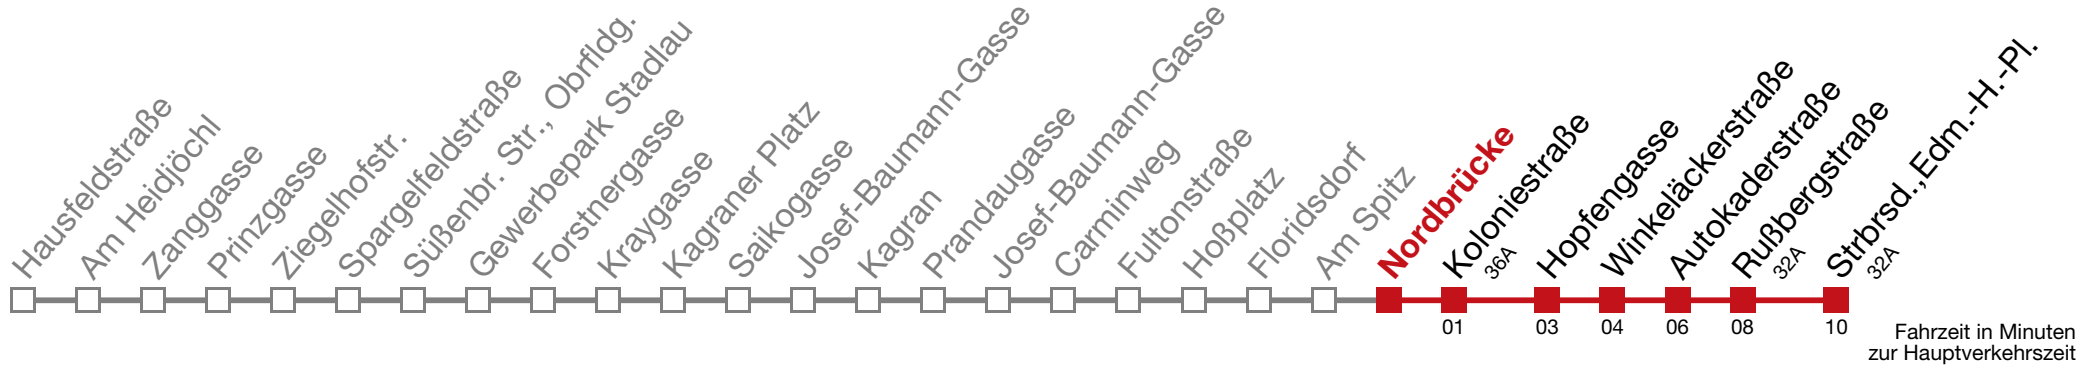 Hausfeldstraße
Am Heidjöchl
Zanggasse
Prinzgasse
Ziegelhofstr.
Spargelfeldstraße
Süßenbr. Str., Obrfldg.
Gewerbepark Stadlau
Forstnergasse
Kraygasse
Kagraner Platz
Saikogasse
Josef-Baumann-Gasse
Kagran
Prandaugasse
Josef-Baumann-Gasse
Carminweg
Fultonstraße
Hoßplatz
Floridsdorf
Am Spitz
Nordbrücke
Koloniestraße
36A
Hopfengasse
Winkeläckerstraße
Autokaderstraße
Rußbergstraße
32A
Strbrsd.,Edm.-H.-Pl.
32A
01 03 04 06 08 10
Fahrzeit in Minuten
zur Hauptverkehrszeit